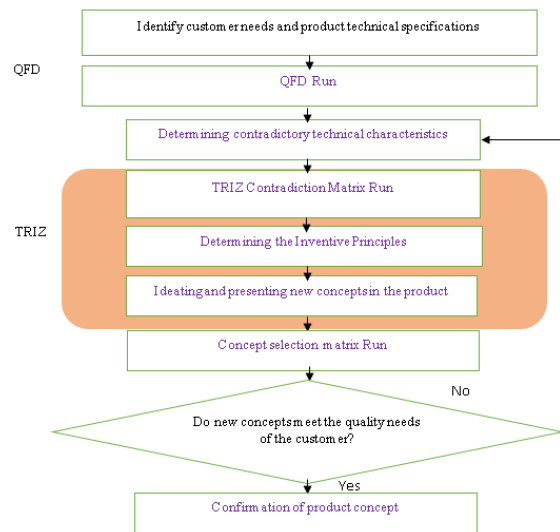 Identify customer needs and product technical specifications
QFD
QFD Run
Determining contradictory technical characteristics
TRIZ Contradiction Matrix Run
TRIZ
Determining the Inventive Principles
Ideating and presenting new concepts in the product
Concept selection matrix Run
No
Do new concepts meet the quality needs
of the customer?
Yes
Confirmation of product concept